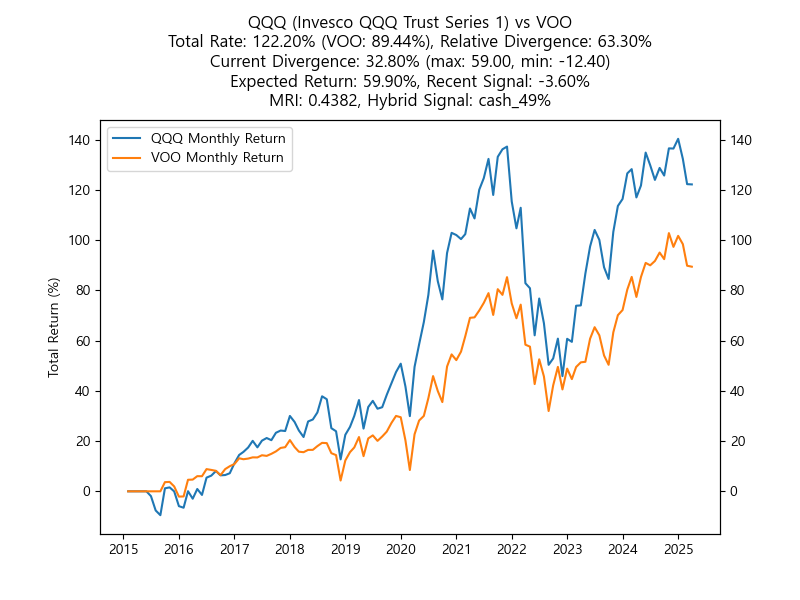 QQQ (Invesco QQQ Trust Series 1) vs VOO
Total Rate: 122.20% (VOO: 89.44%), Relative Divergence: 63.30%
Current Divergence: 32.80% (max: 59.00, min: -12.40)
Expected Return: 59.90%, Recent Signal: -3.60%
MRI: 0.4382, Hybrid Signal: cash_49%
QQQ Monthly Return
VOO Monthly Return
Total Return (%)
140 140
120 120
100 100
80 80
60 60
40 40
20 20
0 0
2015 2016 2017 2018 2019 2020 2021 2022 2023 2024 2025